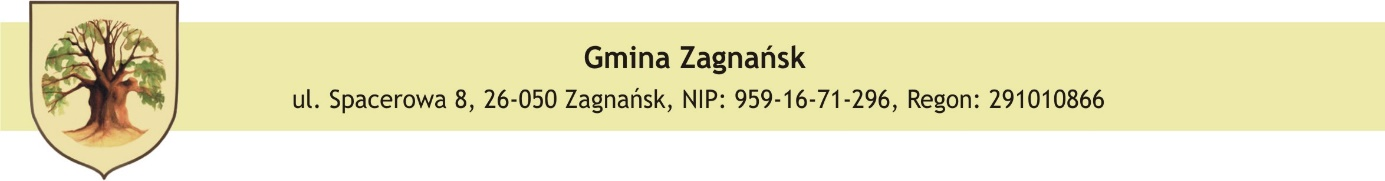 Gmina Zagnańsk
ul. Spacerowa 8, 26-050 Zagnańsk, NIP: 959-16-71-296, Regon: 291010866